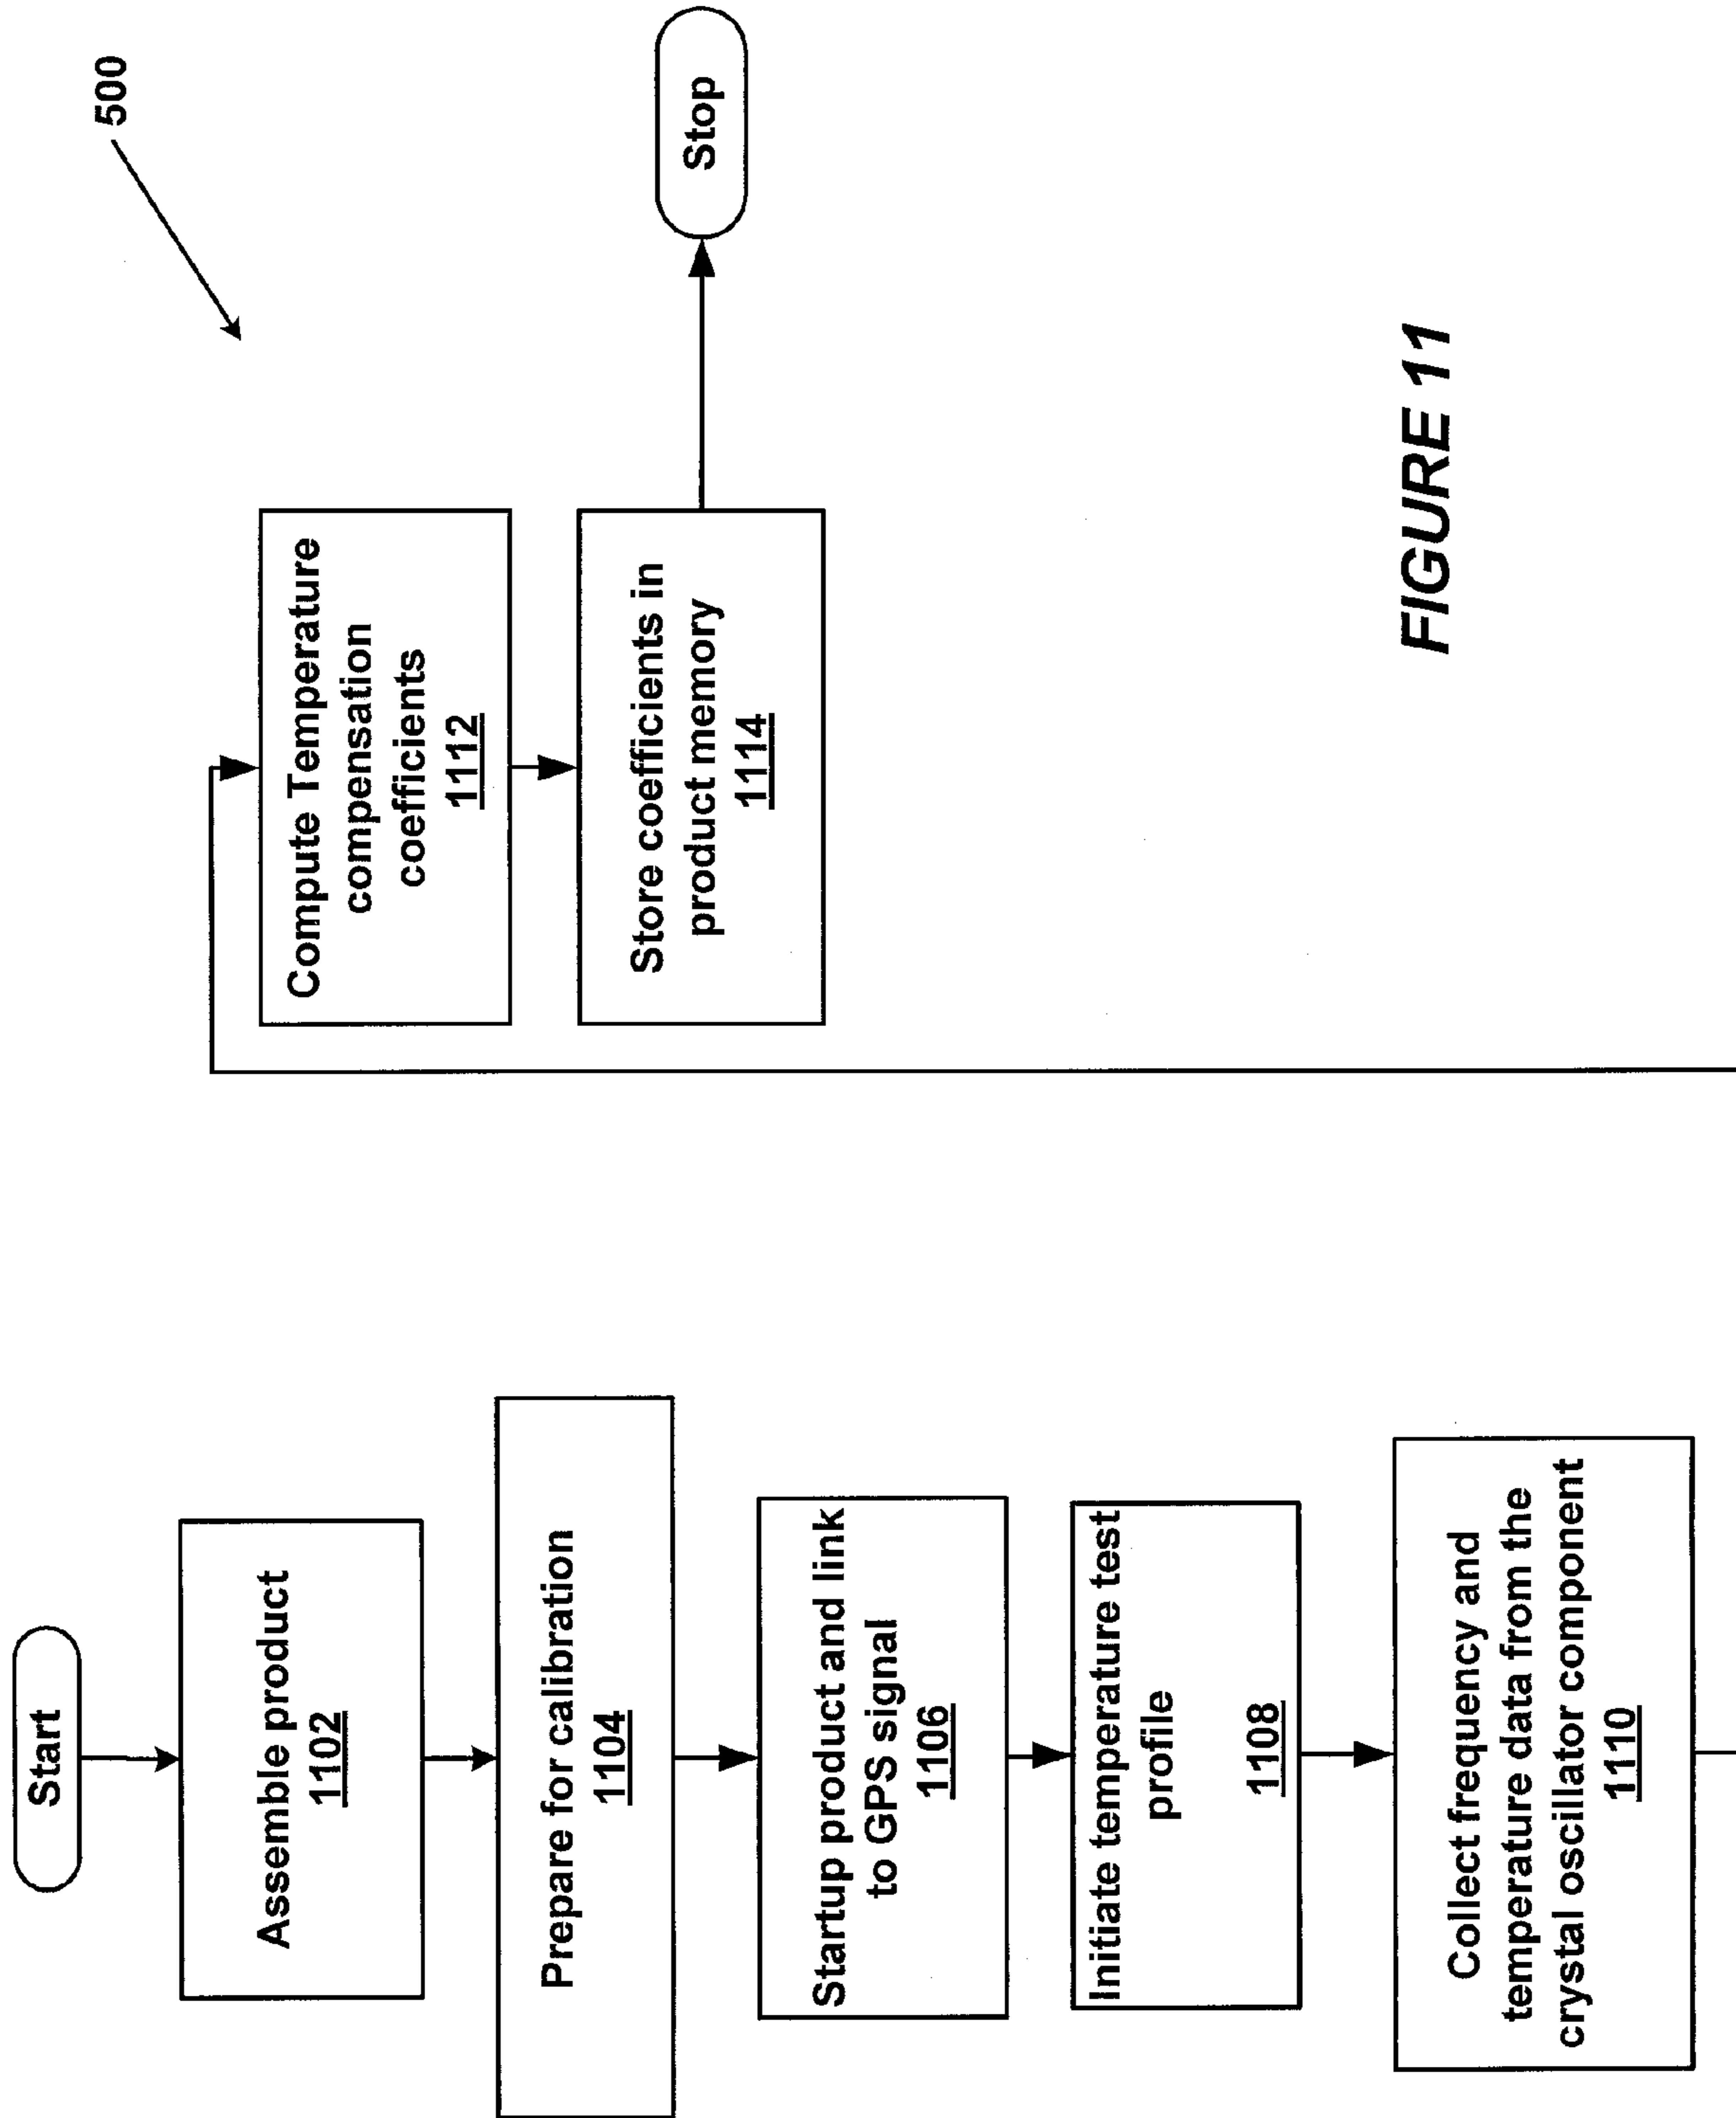 Start
Assemble product
1102
Prepare for calibration
1104
Startup product and link
to GPS signal
1106
Initiate temperature test
profile
1108
Collect frequency and
temperature data from the
crystal oscillator component
1110
500
Compute Temperature
compensation
coefficients
1112
Store coefficients in
product memory
1114
Stop
FIGURE 11